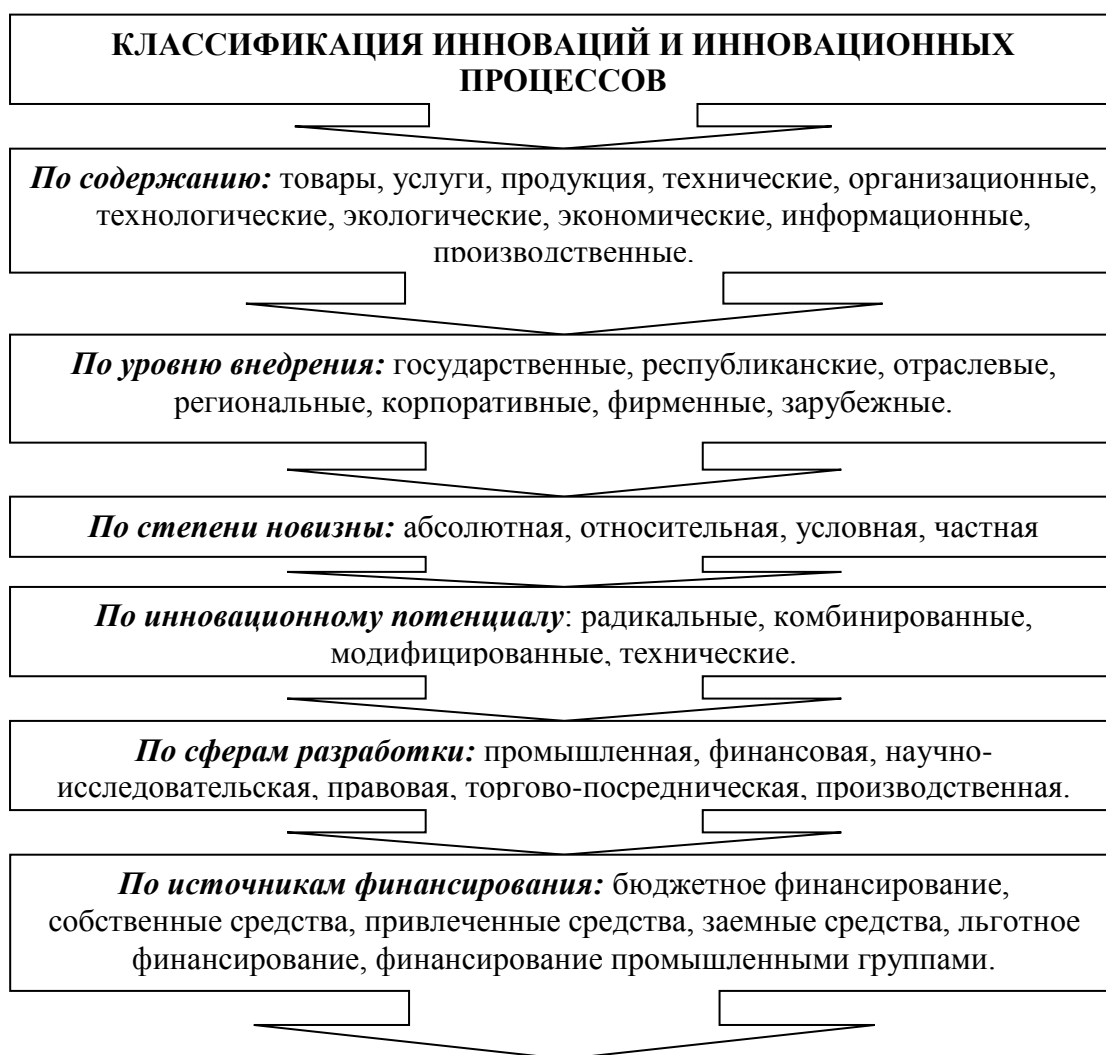 КЛАССИФИКАЦИЯ ИННОВАЦИЙ И ИННОВАЦИОННЫХ
ПРОЦЕССОВ
По содержанию: товары, услуги, продукция, технические, организационные,
технологические, экологические, экономические, информационные,
производственные.
По уровню внедрения: государственные, республиканские, отраслевые,
региональные, корпоративные, фирменные, зарубежные.
По степени новизны: абсолютная, относительная, условная, частная
По инновационному потенциалу: радикальные, комбинированные,
модифицированные, технические.
По сферам разработки: промышленная, финансовая, научно-
исследовательская, правовая, торгово-посредническая, производственная.
По источникам финансирования: бюджетное финансирование,
собственные средства, привлеченные средства, заемные средства, льготное
финансирование, финансирование промышленными группами.